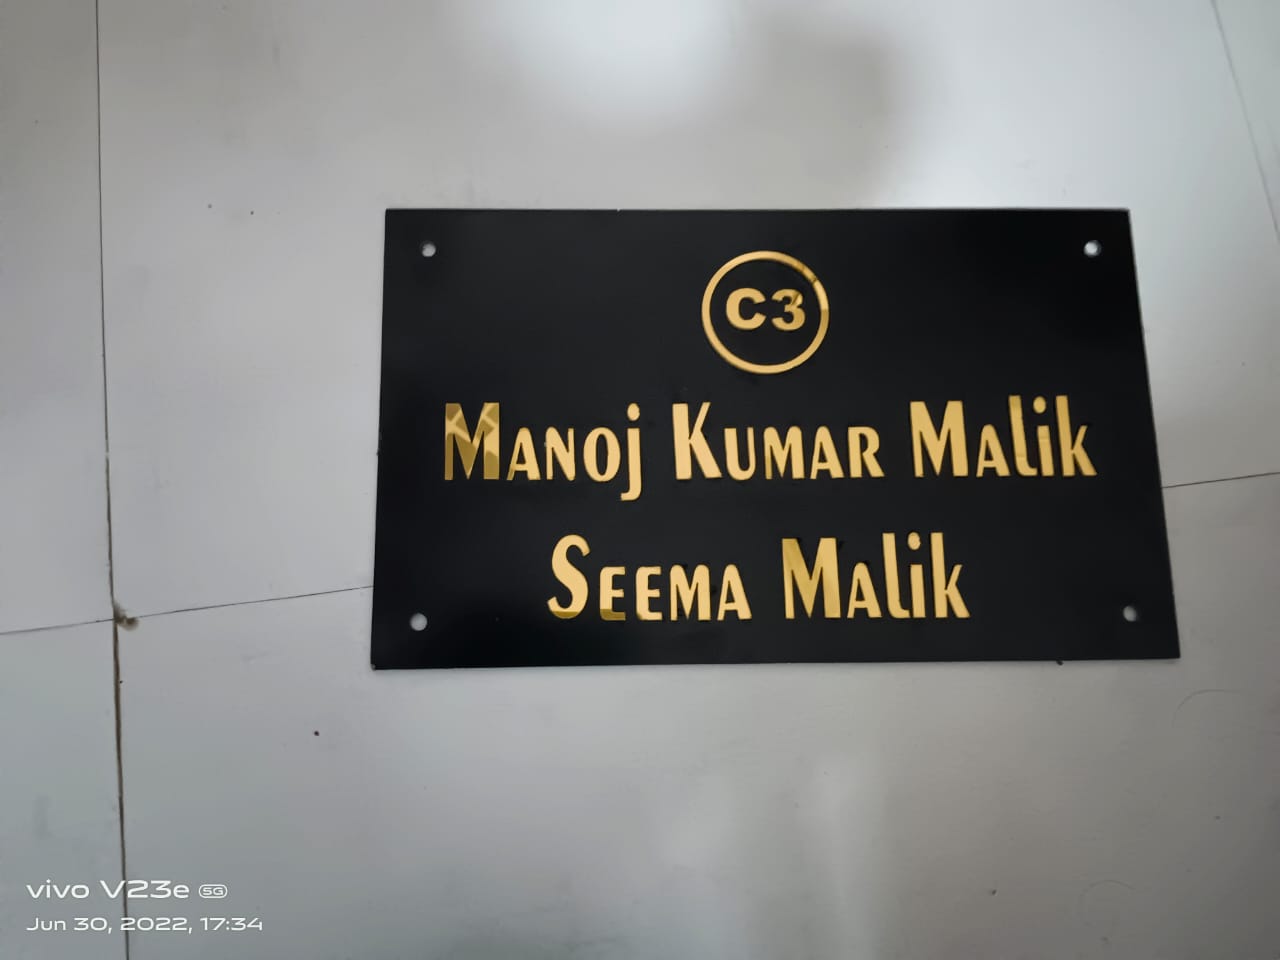 C3
Manoj Kumar Malik
Seema Malik
vivo V23e 5G
Jun 30, 2022, 17:34